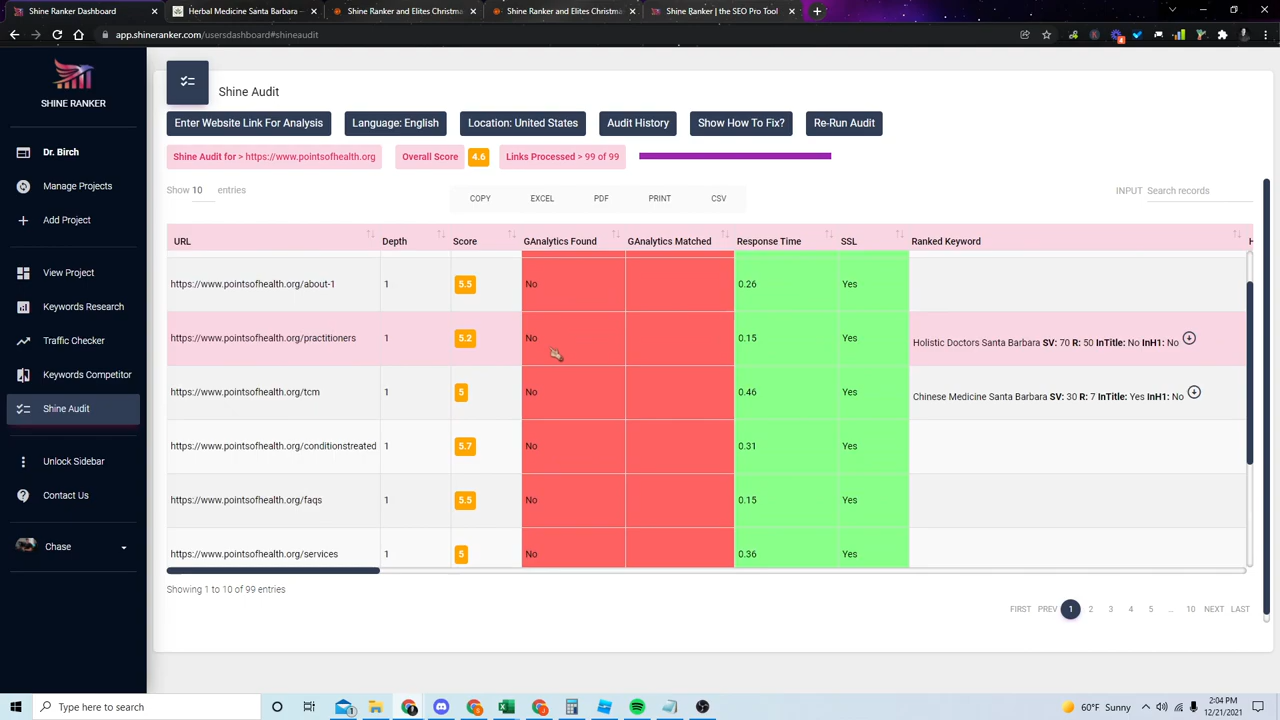 Shine Ranker - Dashboard
Herbal Medicine Santa Barbara
Shine Ranker and Elites Christma
Shine Ranker and Elites Christma
Shine Ranker | the SEO Pro Tool
app.shineranker.com/usersdashboard#shineaudit
SHINE RANKER
Dr. Birch
Manage Projects
Add Project
View Project
Keywords Research
Traffic Checker
Keywords Competitor
Shine Audit
Unlock Sidebar
Contact Us
Chase
Shine Audit
Enter Website Link For Analysis Language: English Location: United States Audit History Show How To Fix? Re-Run Audit
Shine Audit for > https://www.pointsofhealth.org Overall Score 4.6 Links Processed > 99 of 99
Show 10 entries COPY EXCEL PDF PRINT CSV INPUT Search records
URL Depth Score GAnalytics Found GAnalytics Matched Response Time SSL Ranked Keyword H
https://www.pointsofhealth.org/about-1 1 5.5 No 0.26 Yes
https://www.pointsofhealth.org/practitioners 1 5.2 No 0.15 Yes Holistic Doctors Santa Barbara SV: 70 R: 50 InTitle: No InH1: No
https://www.pointsofhealth.org/tcm 1 5 No 0.46 Yes Chinese Medicine Santa Barbara SV: 30 R: 7 InTitle: Yes InH1: No
https://www.pointsofhealth.org/conditionstreated 1 5.7 No 0.31 Yes
https://www.pointsofhealth.org/faqs 1 5.5 No 0.15 Yes
https://www.pointsofhealth.org/services 1 5 No 0.36 Yes
Showing 1 to 10 of 99 entries
FIRST PREV 1 2 3 4 5 ... 10 NEXT LAST
Type here to search
60°F Sunny
2:04 PM
12/21/2021